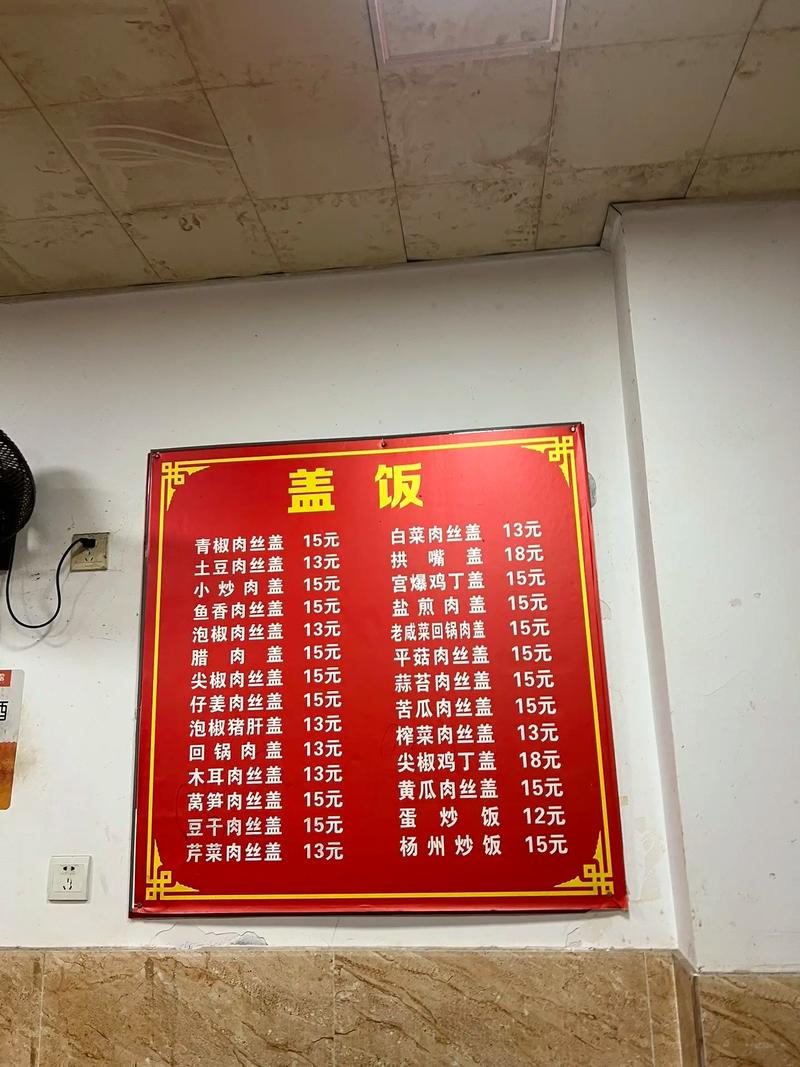 盖饭
青椒肉丝盖 15元
土豆肉丝盖 13元
小炒肉盖 15元
鱼香肉丝盖 15元
泡椒肉丝盖 13元
腊肉盖 15元
尖椒肉丝盖 15元
仔姜肉丝盖 15元
泡椒猪肝盖 13元
回锅肉盖 13元
木耳肉丝盖 13元
莴笋肉丝盖 15元
豆干肉丝盖 15元
芹菜肉丝盖 13元
白菜肉丝盖 13元
拱嘴盖 18元
宫爆鸡丁盖 15元
盐煎肉盖 15元
老咸菜回锅肉盖 15元
平菇肉丝盖 15元
蒜苔肉丝盖 15元
苦瓜肉丝盖 15元
榨菜肉丝盖 13元
尖椒鸡丁盖 18元
黄瓜肉丝盖 15元
蛋炒饭 12元
杨州炒饭 15元
酒